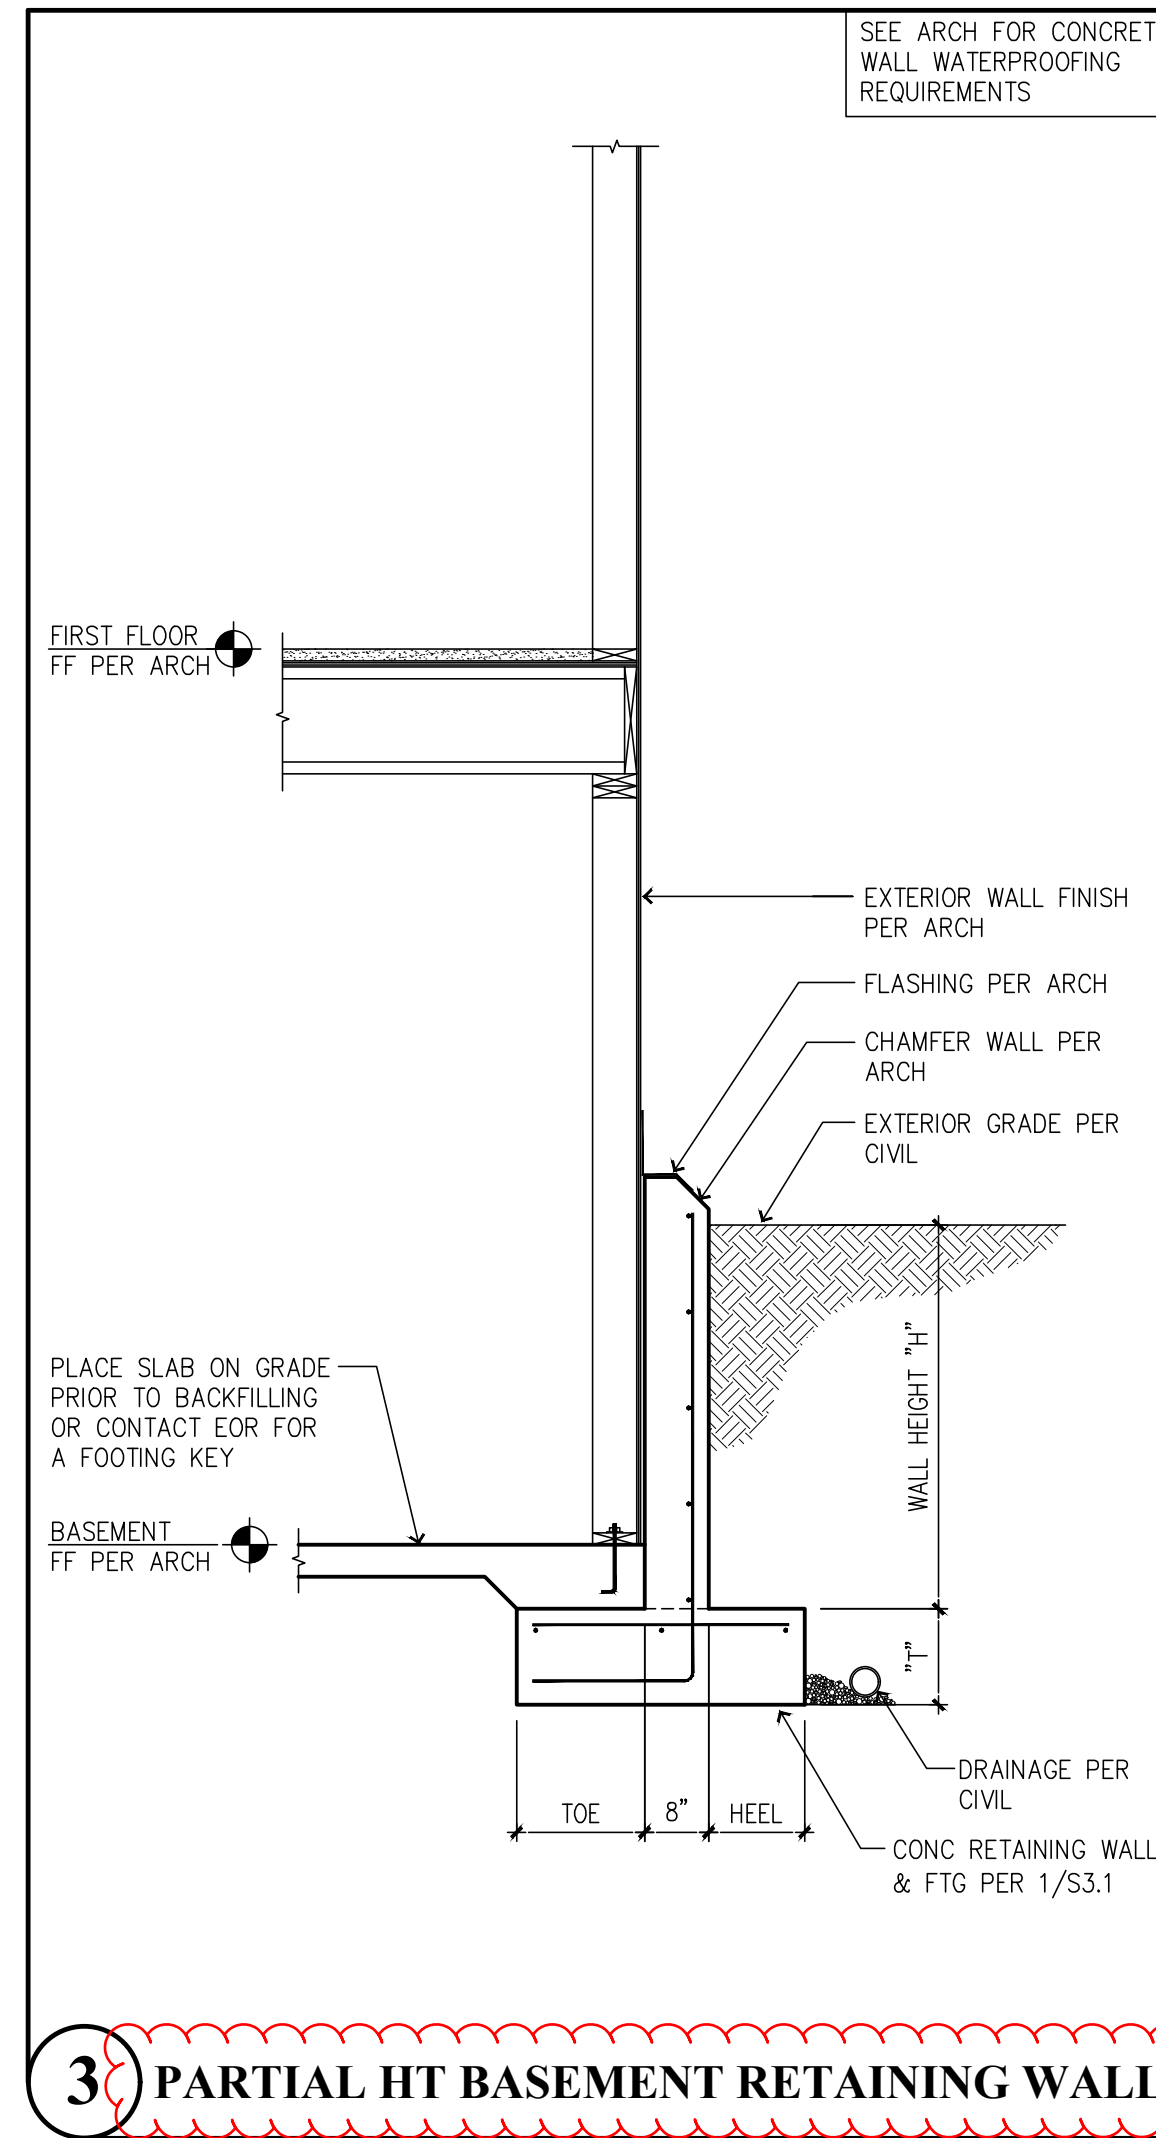 SEE ARCH FOR CONCRET
WALL WATERPROOFING
REQUIREMENTS
FIRST FLOOR
FF PER ARCH
EXTERIOR WALL FINISH
PER ARCH
FLASHING PER ARCH
CHAMFER WALL PER
ARCH
EXTERIOR GRADE PER
CIVIL
WALL HEIGHT "H"
PLACE SLAB ON GRADE
PRIOR TO BACKFILLING
OR CONTACT EOR FOR
A FOOTING KEY
BASEMENT
FF PER ARCH
"T"
TOE
8"
HEEL
DRAINAGE PER
CIVIL
CONC RETAINING WALL
& FTG PER 1/S3.1
3
PARTIAL HT BASEMENT RETAINING WALL